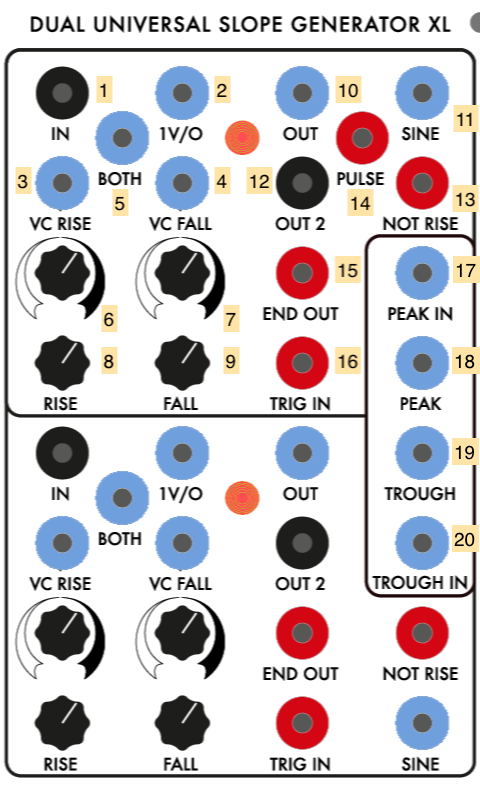 DUAL UNIVERSAL SLOPE GENERATOR XL
1 2 10
IN 1V/O OUT SINE 11
3 BOTH 4 12 PULSE
5 14 13
VC RISE VC FALL OUT 2 NOT RISE
15 17
6 7 END OUT PEAK IN
8 9 16 18
RISE FALL TRIG IN PEAK
19
IN 1V/O OUT TROUGH
BOTH 20
VC RISE VC FALL OUT 2 TROUGH IN
END OUT NOT RISE
RISE FALL TRIG IN SINE